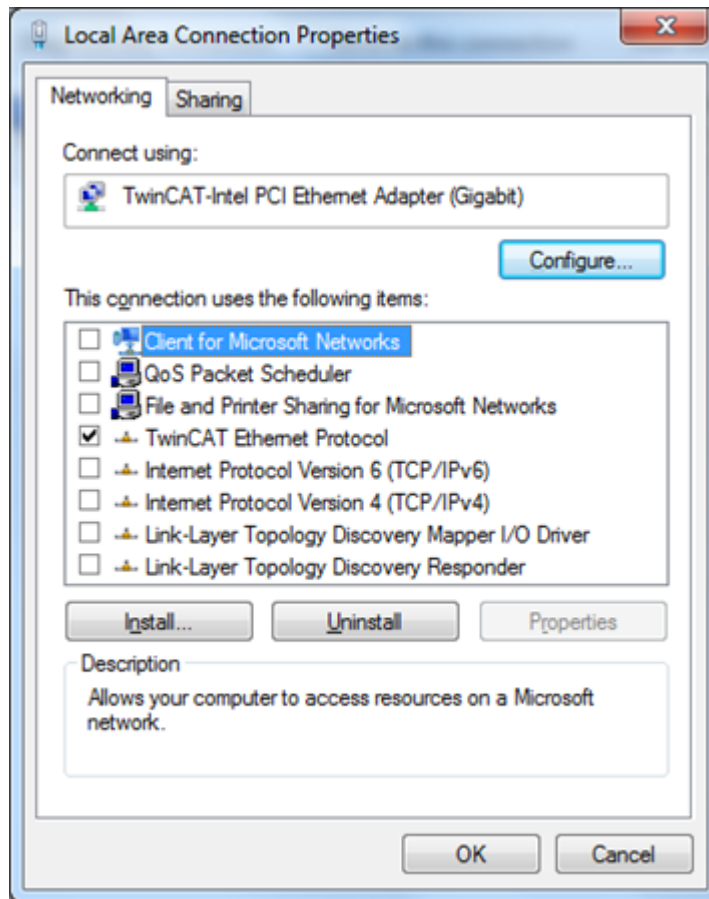 Local Area Connection Properties
Networking Sharing
Connect using:
TwinCAT-Intel PCI Ethernet Adapter (Gigabit)
Configure...
This connection uses the following items:
Client for Microsoft Networks
QoS Packet Scheduler
File and Printer Sharing for Microsoft Networks
TwinCAT Ethernet Protocol
Internet Protocol Version 6 (TCP/IPv6)
Internet Protocol Version 4 (TCP/IPv4)
Link-Layer Topology Discovery Mapper I/O Driver
Link-Layer Topology Discovery Responder
Install... Uninstall Properties
Description
Allows your computer to access resources on a Microsoft
network.
OK Cancel